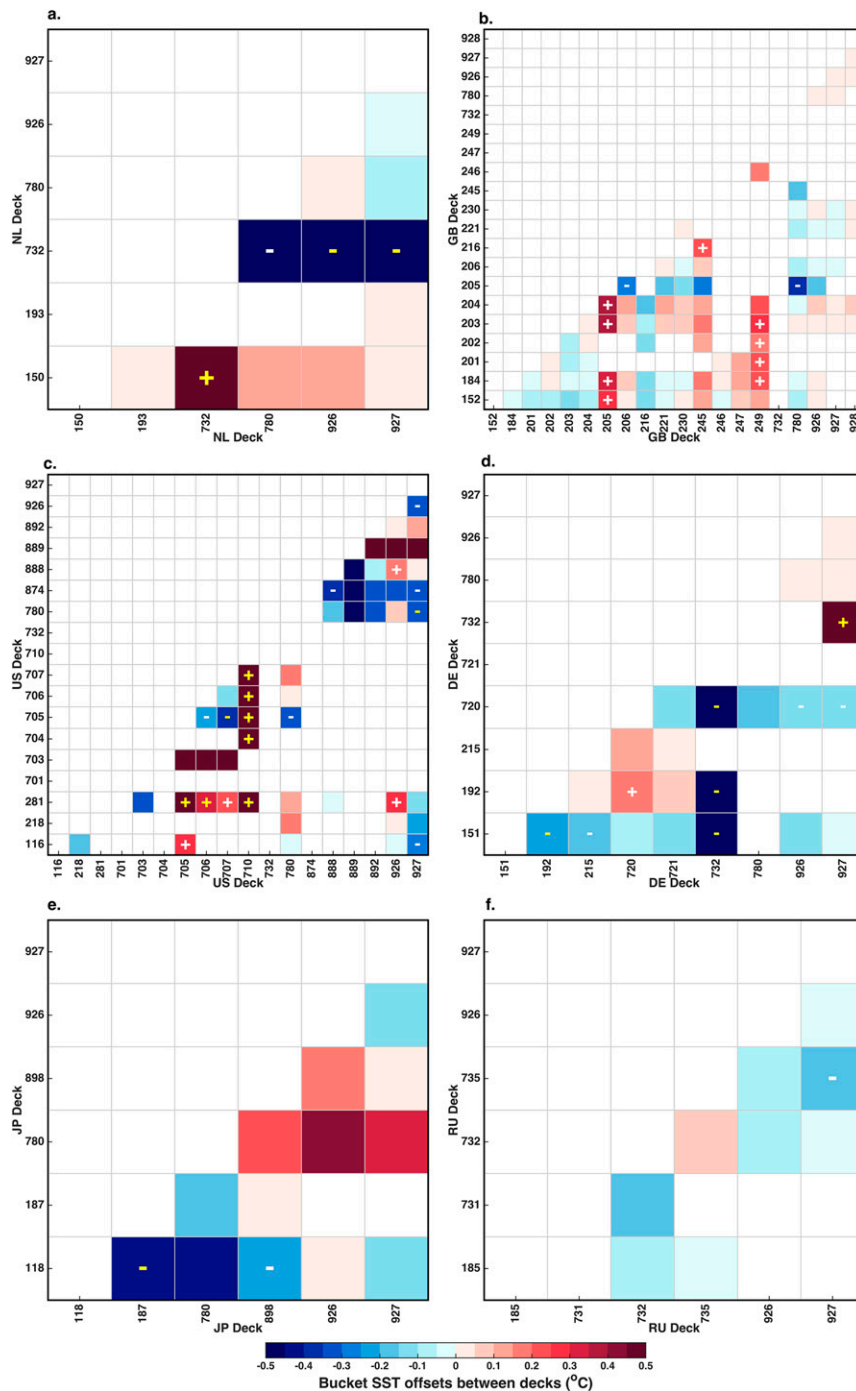 a.
927
926
780
732
193
150
NL Deck
- - -
+
150 193 732 780 926 927
NL Deck
b.
928
927
926
780
732
249
247
246
245
230
221
216
206
205
204
203
202
201
184
152
GB Deck
+
- -
+
+ +
+
+
+ +
+
152 184 201 202 203 204 205 206 216 221 230 245 246 247 249 732 780 926 927 928
GB Deck
c.
927
926
892
889
888
874
780
732
710
707
706
705
704
703
701
281
218
116
US Deck
-
+
- -
-
+
+
- - + -
+
+ + + + +
+ -
116 218 281 701 703 704 705 706 707 710 732 780 874 888 889 892 926 927
US Deck
d.
927
926
780
732
721
720
215
192
151
DE Deck
+
- - -
+ -
- - -
151 192 215 720 721 732 780 926 927
DE Deck
e.
927
926
898
780
187
118
JP Deck
- -
118 187 780 898 926 927
JP Deck
f.
927
926
735
732
731
185
RU Deck
-
185 731 732 735 926 927
RU Deck
-0.5 -0.4 -0.3 -0.2 -0.1 0 0.1 0.2 0.3 0.4 0.5
Bucket SST offsets between decks (°C)